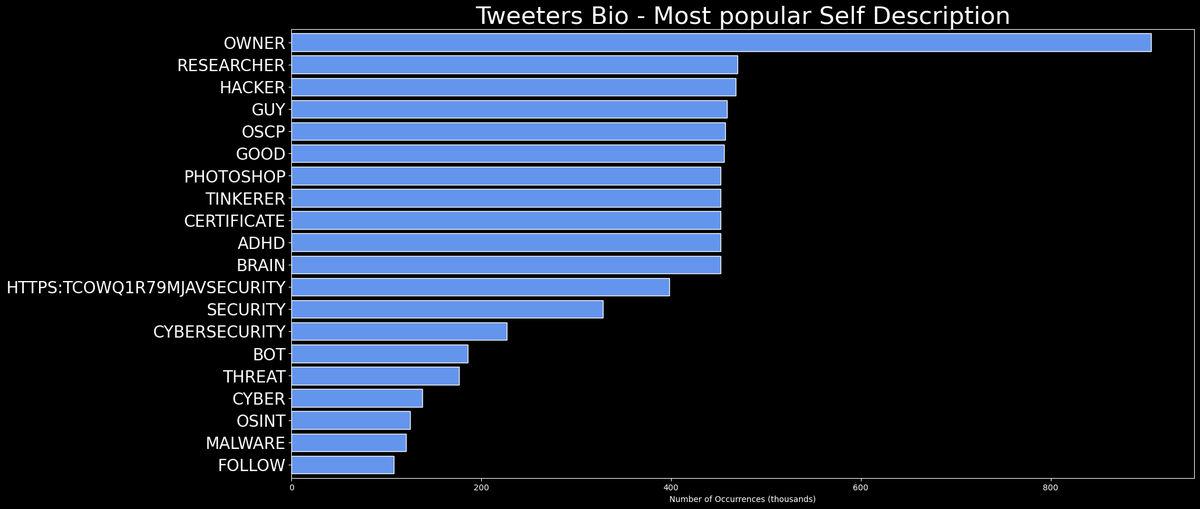 Tweeters Bio - Most popular Self Description
OWNER
RESEARCHER
HACKER
GUY
OSCP
GOOD
PHOTOSHOP
TINKERER
CERTIFICATE
ADHD
BRAIN
HTTPS:TCOWQ1R79MJAVSECURITY
SECURITY
CYBERSECURITY
BOT
THREAT
CYBER
OSINT
MALWARE
FOLLOW
0 200 400 600 800
Number of Occurrences (thousands)